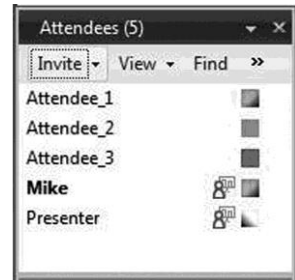 Attendees (5)
Invite View Find »
Attendee_1
Attendee_2
Attendee_3
Mike
Presenter